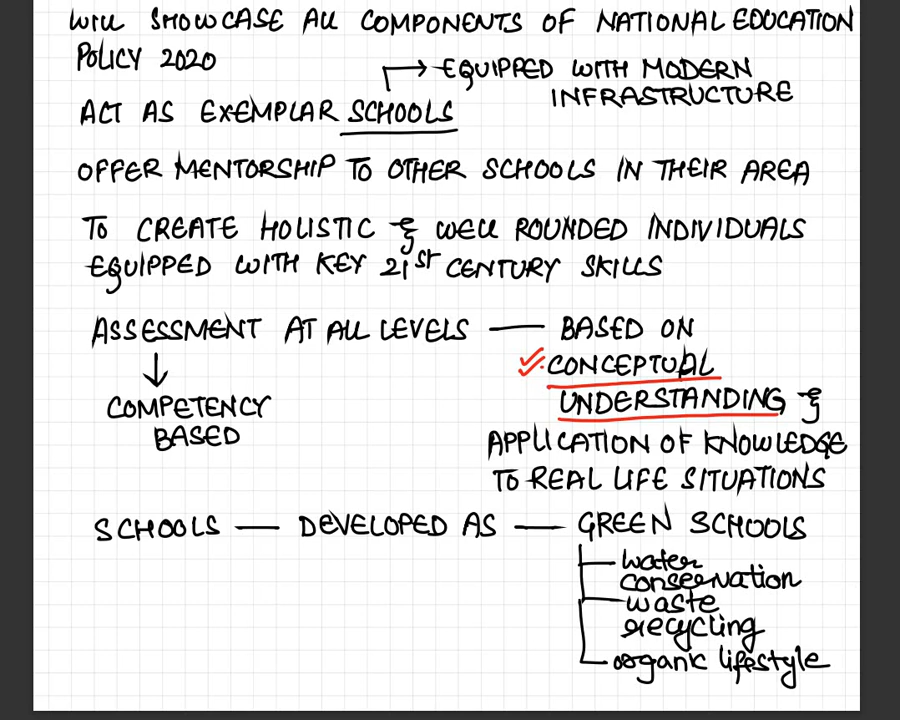 WILL SHOWCASE ALL COMPONENTS OF NATIONAL EDUCATION
POLICY 2020
EQUIPPED WITH MODERN
INFRASTRUCTURE
ACT AS EXEMPLAR SCHOOLS
OFFER MENTORSHIP TO OTHER SCHOOLS IN THEIR AREA
TO CREATE HOLISTIC & WELL ROUNDED INDIVIDUALS
EQUIPPED WITH KEY 21st CENTURY SKILLS
ASSESSMENT AT ALL LEVELS — BASED ON
CONCEPTUAL
UNDERSTANDING &
APPLICATION OF KNOWLEDGE
TO REAL LIFE SITUATIONS
COMPETENCY
BASED
SCHOOLS — DEVELOPED AS — GREEN SCHOOLS
water
conservation
waste
recycling
organic lifestyle